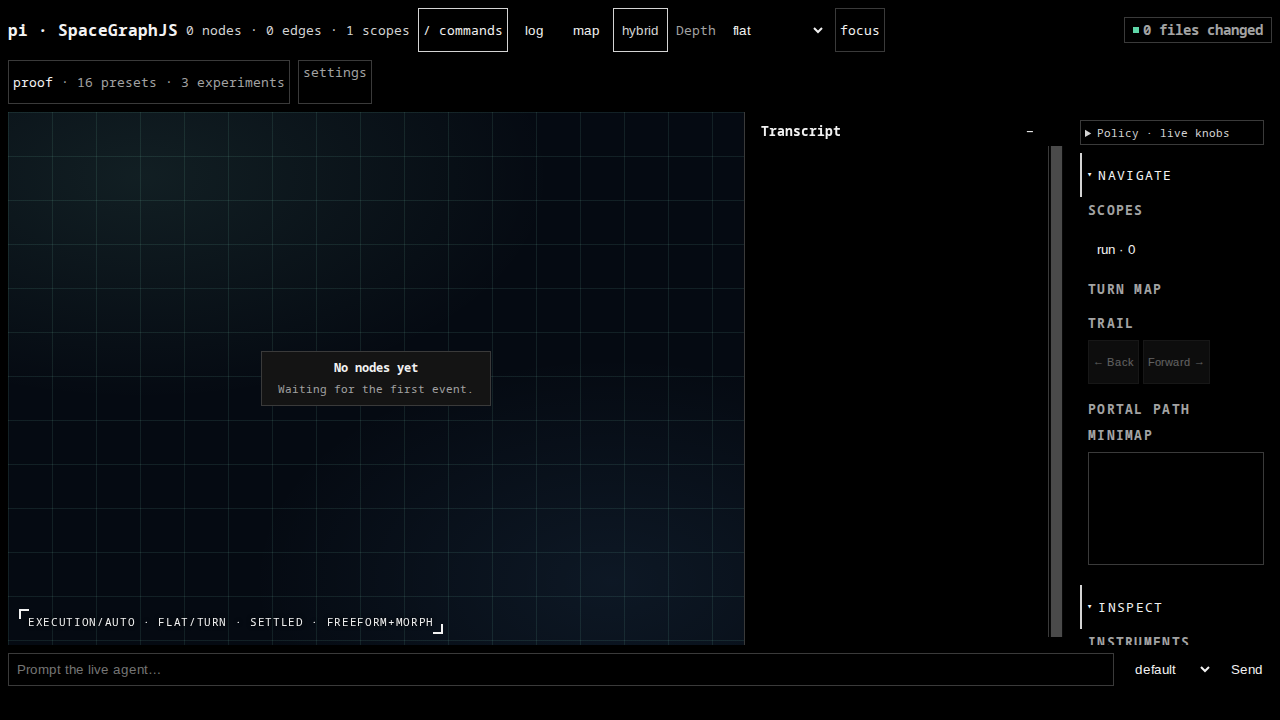 pi · SpaceGraphJS 0 nodes · 0 edges · 1 scopes / commands log map hybrid Depth flat focus 0 files changed
proof · 16 presets · 3 experiments settings
Transcript –
Policy · live knobs
NAVIGATE
SCOPES
run · 0
TURN MAP
TRAIL
← Back Forward →
PORTAL PATH
MINIMAP
No nodes yet
Waiting for the first event.
EXECUTION/AUTO · FLAT/TURN · SETTLED · FREEFORM+MORPH
INSPECT
INSTRUMENTS
Prompt the live agent… default Send